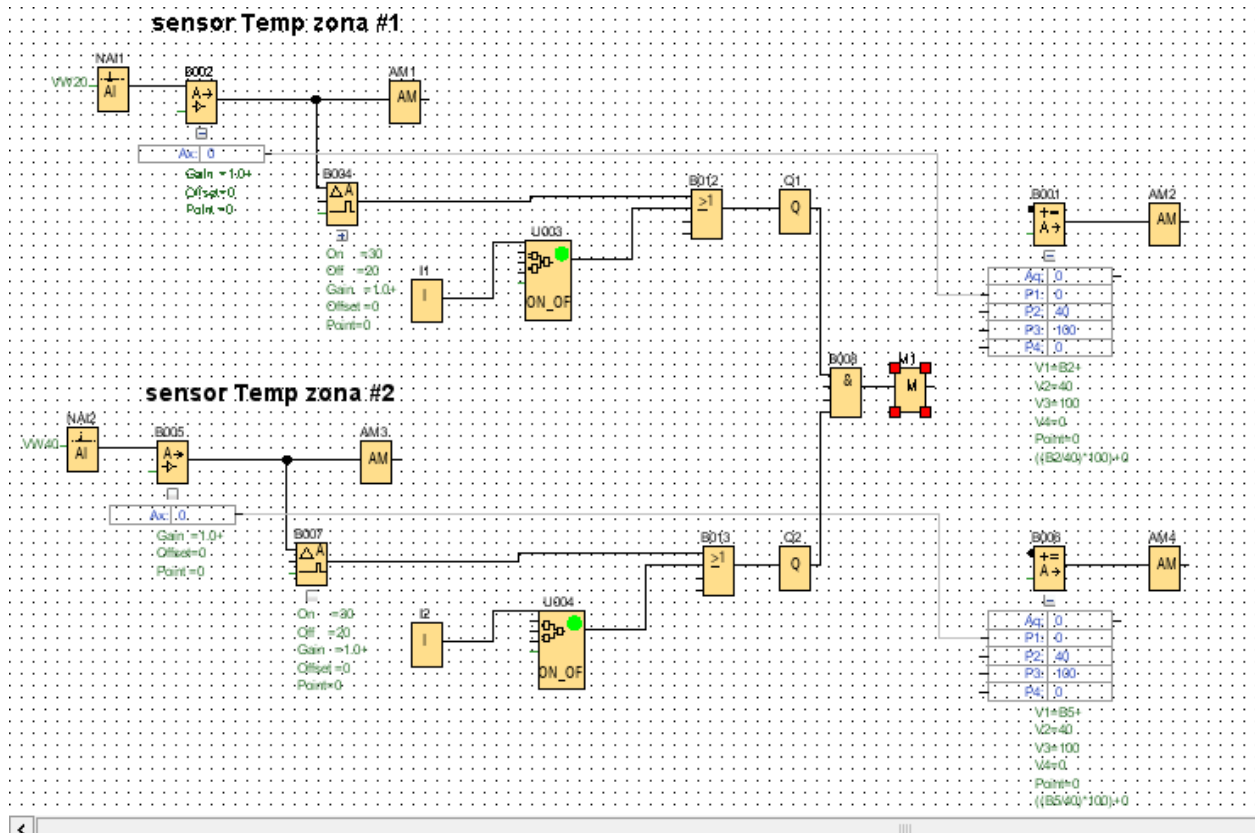 sensor Temp zona #1
NAI1
VW20
AI
B002
A→
AM1
AM
Ax: 0
Gain =1.0+
Offset=0
Point =0
B004
Δ A
On =30
Off =20
Gain =1.0+
Offset=0
Point=0
I1
I
U003
ON_OF
B012
≥1
Q1
Q
B001
+=
A→
AM2
AM
Aq: 0
P1: 0
P2: 40
P3: 100
P4: 0
V1=B2+
V2=40
V3=100
V4=0
Point=0
((B2/40)*100)+0
B008
&
M1
M
sensor Temp zona #2
NAI2
VW40
AI
B005
A→
AM3
AM
Ax: 0
Gain =1.0+
Offset=0
Point =0
B007
Δ A
On =30
Off =20
Gain =1.0+
Offset=0
Point=0
I2
I
U004
ON_OF
B013
≥1
Q2
Q
B006
+=
A→
AM4
AM
Aq: 0
P1: 0
P2: 40
P3: 100
P4: 0
V1=B5+
V2=40
V3=100
V4=0
Point=0
((B5/40)*100)+0